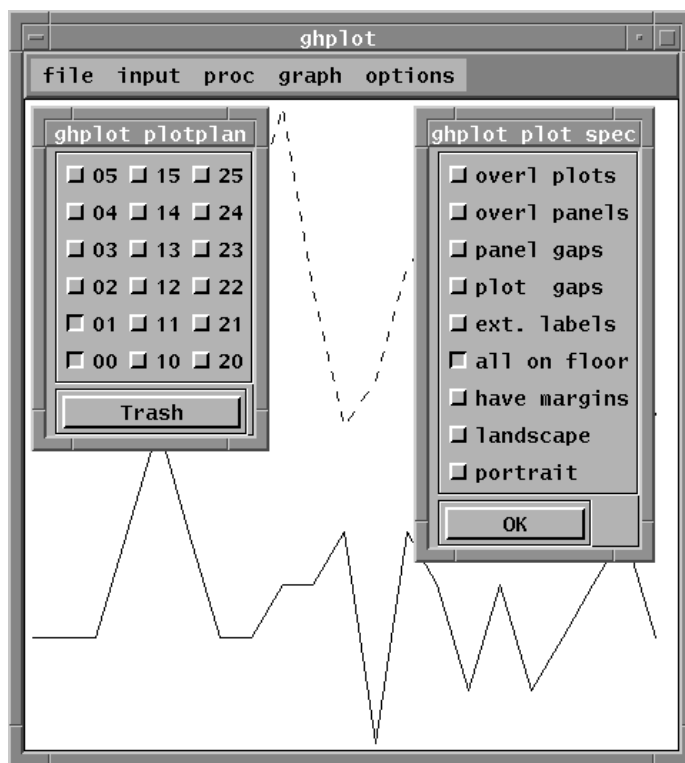 ghplot
file input proc graph options
ghplot plotplan
05 15 25
04 14 24
03 13 23
02 12 22
01 11 21
00 10 20
Trash
ghplot plot spec
overl plots
overl panels
panel gaps
plot gaps
ext. labels
all on floor
have margins
landscape
portrait
OK